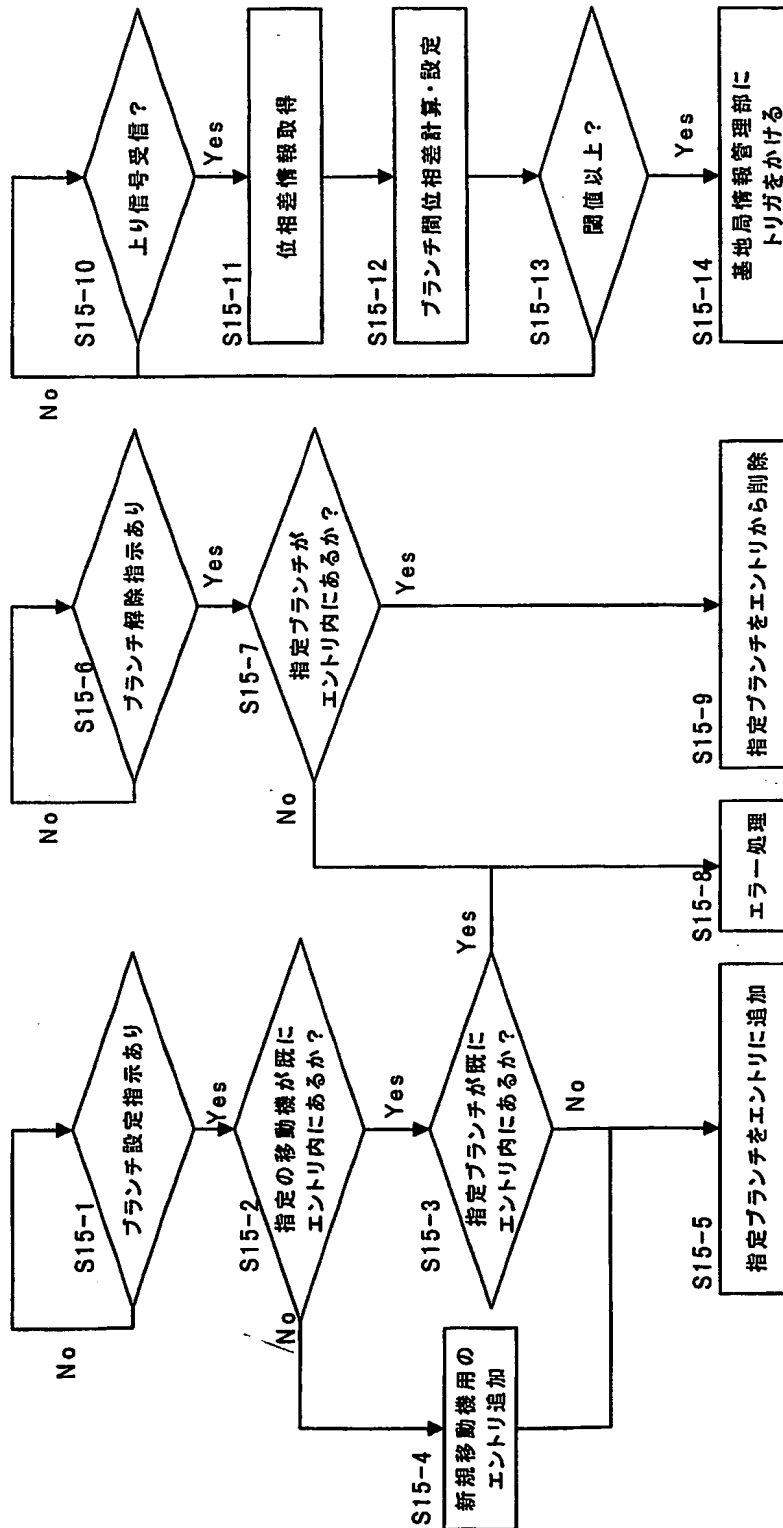 No
S15-1
ブランチ設定指示あり
Yes
S15-2
指定の移動機が既に
エントリ内にあるか?
No
Yes
S15-3
指定ブランチが既に
エントリ内にあるか?
Yes
No
S15-4
新規移動機用の
エントリ追加
S15-5
指定ブランチをエントリに追加
No
S15-6
ブランチ解除指示あり
Yes
S15-7
指定ブランチが
エントリ内にあるか?
No
Yes
S15-8
エラー処理
S15-9
指定ブランチをエントリから削除
No
S15-10
上り信号受信?
Yes
S15-11
位相差情報取得
S15-12
ブランチ間位相差計算・設定
S15-13
閾値以上?
Yes
S15-14
基地局情報管理部に
トリガをかける